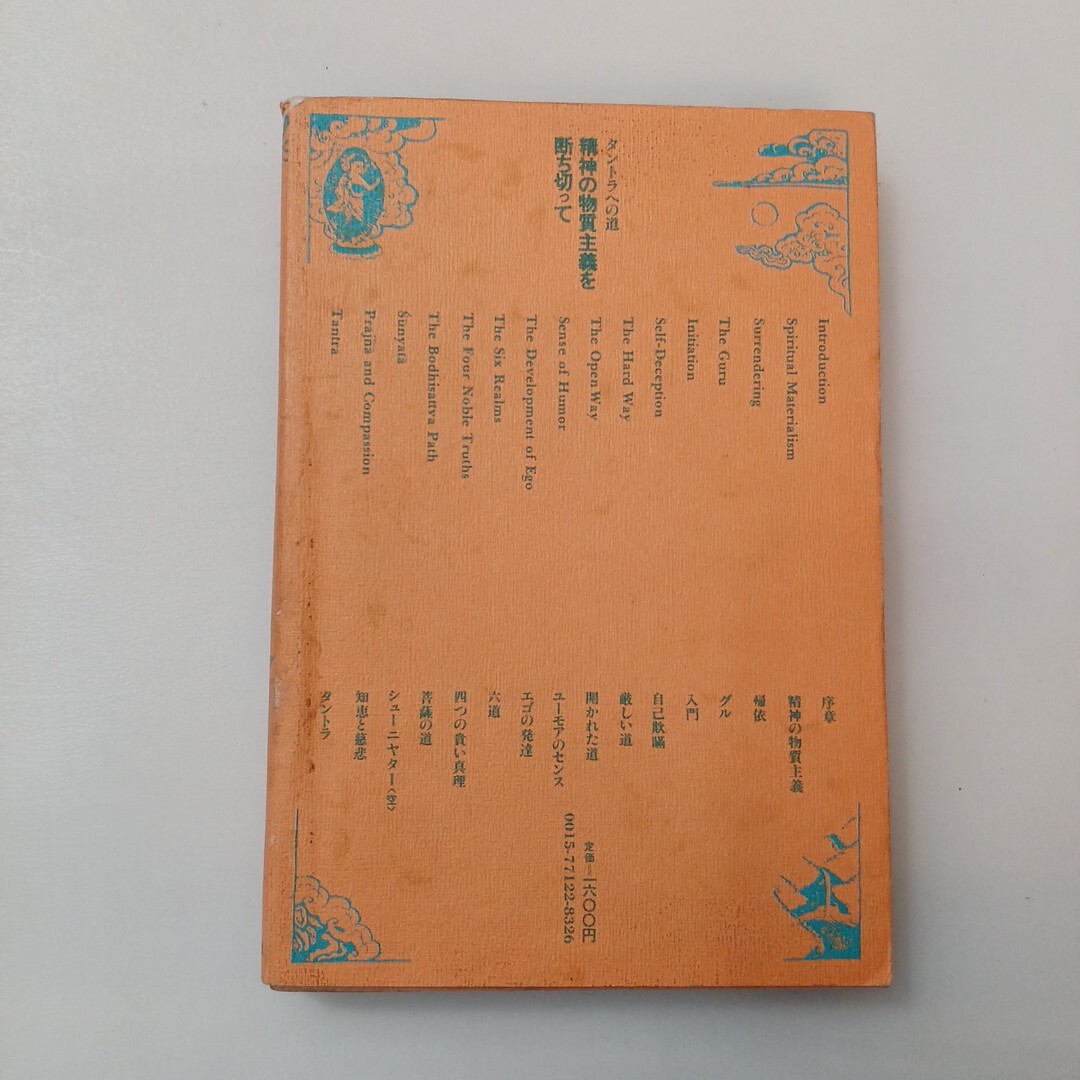 タントラへの道
精神の物質主義を
断ち切って
Introduction
Spiritual Materialism
Surrendering
The Guru
Initiation
Self-Deception
The Hard Way
The Open Way
Sense of Humor
The Development of Ego
The Six Realms
The Four Noble Truths
The Bodhisattva Path
Śunyatā
Prajñā and Compassion
Tantra
序章
精神の物質主義
帰依
グル
入門
自己欺瞞
厳しい道
開かれた道
ユーモアのセンス
エゴの発達
六道
四つの貴い真理
菩薩の道
シューニヤター〈空〉
知恵と慈悲
タントラ
定価=一六〇〇円
0015-77122-8326